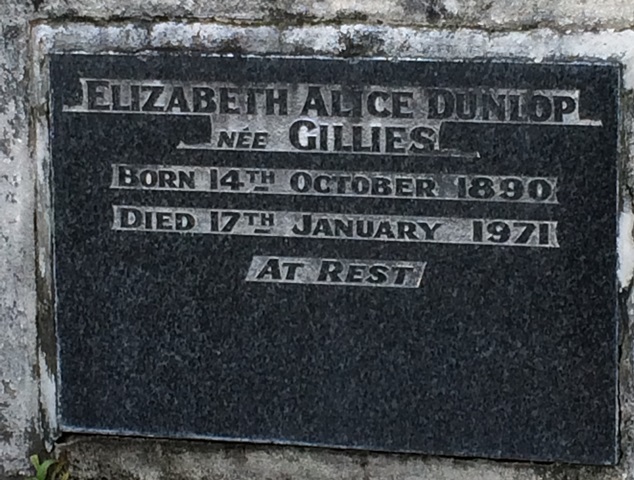 ELIZABETH ALICE DUNLOP
NÉE GILLIES
BORN 14TH OCTOBER 1890
DIED 17TH JANUARY 1971
AT REST